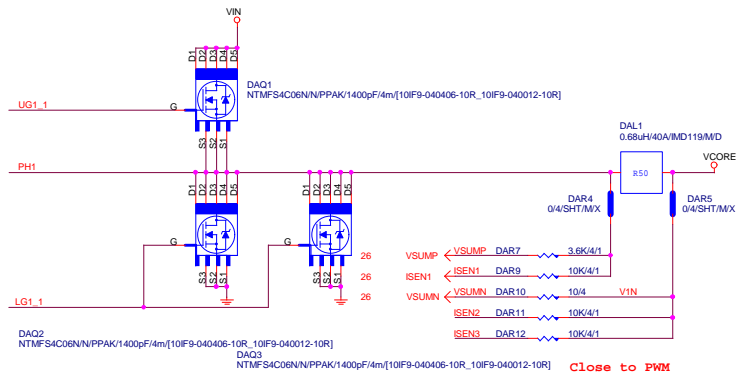 VIN
D1 D2 D3 D4 D5
DAQ1
NTMFS4C06N/N/PPAK/1400pF/4m/[10IF9-040406-10R_10IF9-040012-10R]
UG1_1
G
S3 S2 S1
DAL1
0.68uH/40A/IMD119/M/D
VCORE
PH1
R50
D1 D2 D3 D4 D5
D1 D2 D3 D4 D5
DAR4
0/4/SHT/M/X
DAR5
0/4/SHT/M/X
G
G
S3 S2 S1
S3 S2 S1
26 VSUMP VSUMP DAR7 3.6K/4/1
26 ISEN1 ISEN1 DAR9 10K/4/1
26 VSUMN VSUMN DAR10 10/4 V1N
LG1_1
ISEN2 DAR11 10K/4/1
ISEN3 DAR12 10K/4/1
DAQ2
NTMFS4C06N/N/PPAK/1400pF/4m/[10IF9-040406-10R_10IF9-040012-10R]
DAQ3
NTMFS4C06N/N/PPAK/1400pF/4m/[10IF9-040406-10R_10IF9-040012-10R]
Close to PWM